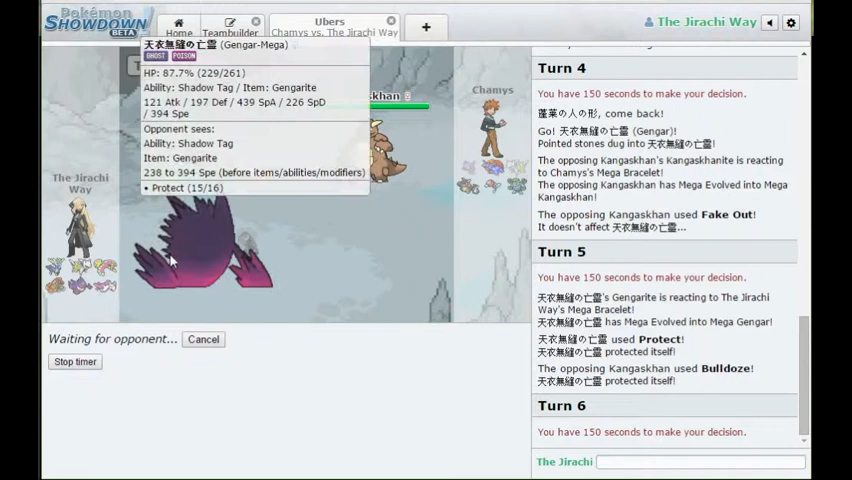 Pokémon
SHOWDOWN!
BETA
Home
Teambuilder
Ubers
Chamys vs. The Jirachi Way
+
The Jirachi Way
天衣無縫の亡霊 (Gengar-Mega)
GHOST POISON
HP: 87.7% (229/261)
Ability: Shadow Tag / Item: Gengarite
121 Atk / 197 Def / 439 SpA / 226 SpD
/ 394 Spe
Opponent sees:
Ability: Shadow Tag
Item: Gengarite
238 to 394 Spe (before items/abilities/modifiers)
• Protect (15/16)
skhan
Chamys
The Jirachi
Way
Waiting for opponent...
Cancel
Stop timer
Turn 4
You have 150 seconds to make your decision.
蓬莱の人の形, come back!
Go! 天衣無縫の亡霊 (Gengar)!
Pointed stones dug into 天衣無縫の亡霊!
The opposing Kangaskhan's Kangaskhanite is reacting
to Chamys's Mega Bracelet!
The opposing Kangaskhan has Mega Evolved into Mega
Kangaskhan!
The opposing Kangaskhan used Fake Out!
It doesn't affect 天衣無縫の亡霊...
Turn 5
You have 150 seconds to make your decision.
天衣無縫の亡霊's Gengarite is reacting to The Jirachi
Way's Mega Bracelet!
天衣無縫の亡霊 has Mega Evolved into Mega Gengar!
天衣無縫の亡霊 used Protect!
天衣無縫の亡霊 protected itself!
The opposing Kangaskhan used Bulldoze!
天衣無縫の亡霊 protected itself!
Turn 6
You have 150 seconds to make your decision.
The Jirachi